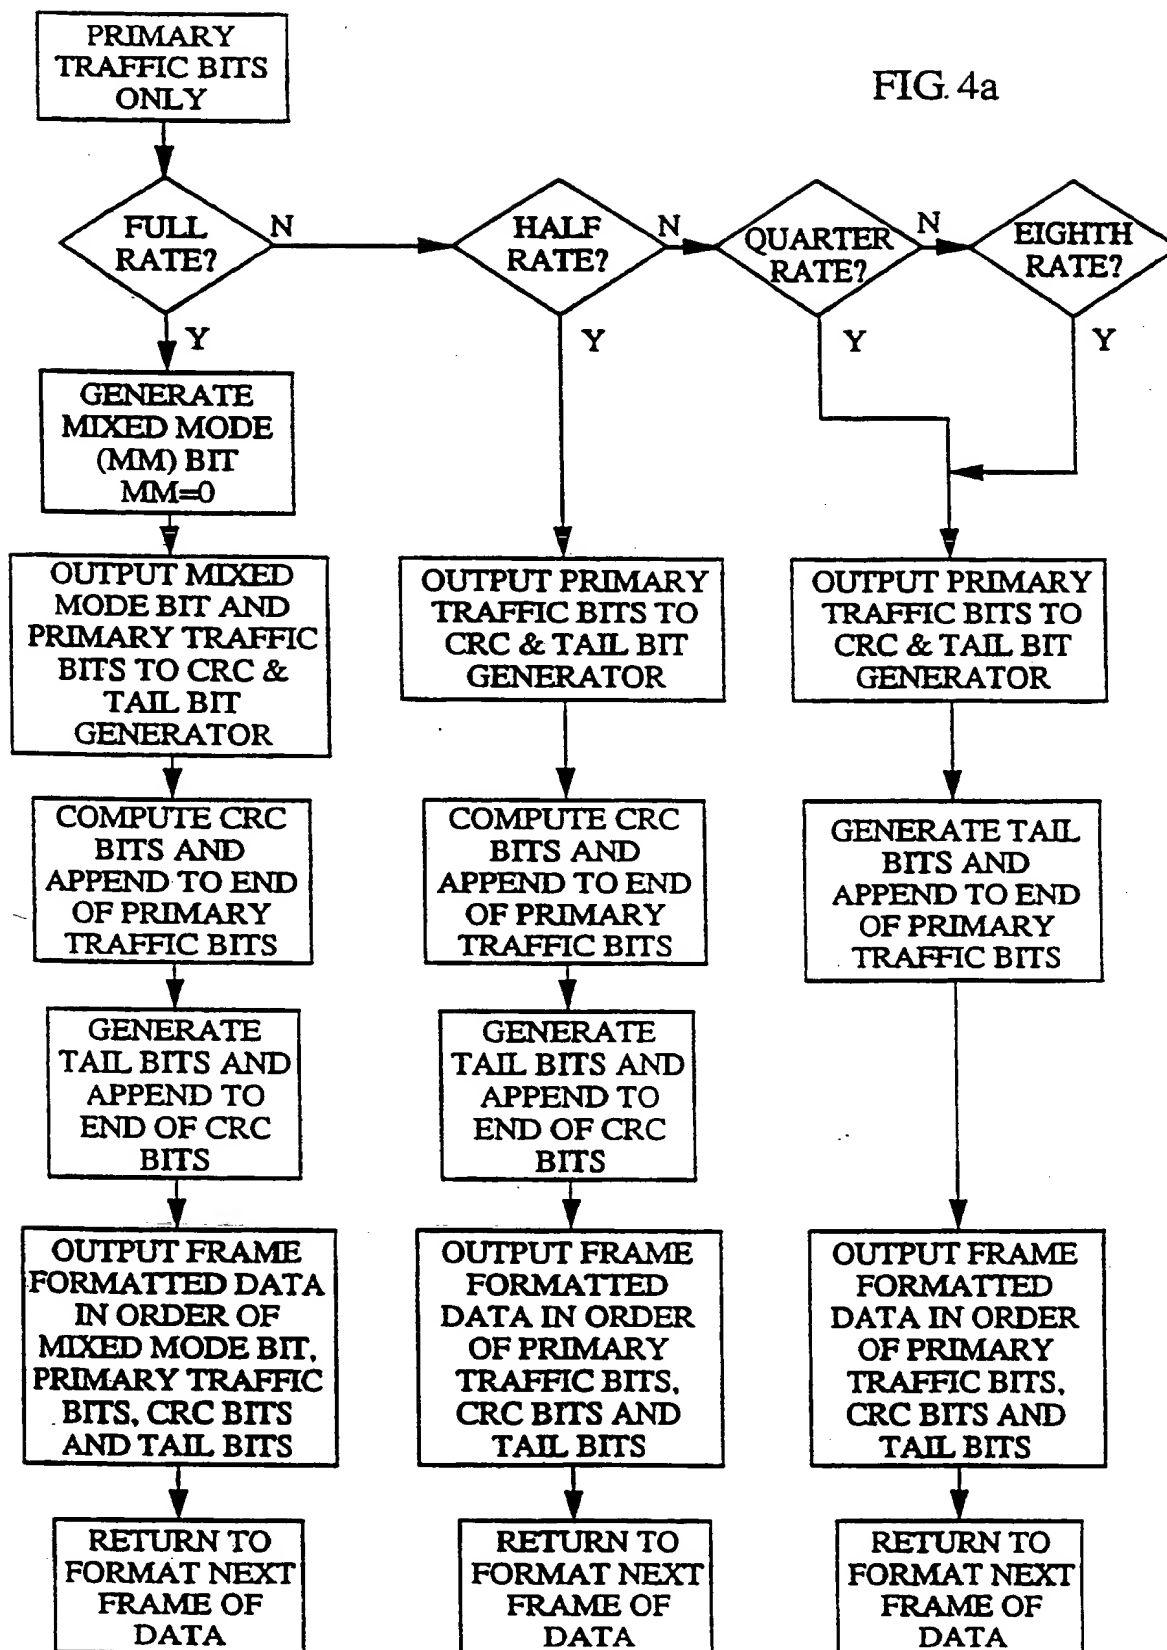 PRIMARY
TRAFFIC BITS
ONLY
FIG. 4a
FULL
RATE?
N
Y
HALF
RATE?
N
Y
QUARTER
RATE?
N
Y
EIGHTH
RATE?
Y
GENERATE
MIXED MODE
(MM) BIT
MM=0
OUTPUT MIXED
MODE BIT AND
PRIMARY TRAFFIC
BITS TO CRC &
TAIL BIT
GENERATOR
COMPUTE CRC
BITS AND
APPEND TO END
OF PRIMARY
TRAFFIC BITS
GENERATE
TAIL BITS AND
APPEND TO
END OF CRC
BITS
OUTPUT FRAME
FORMATTED DATA
IN ORDER OF
MIXED MODE BIT,
PRIMARY TRAFFIC
BITS, CRC BITS
AND TAIL BITS
RETURN TO
FORMAT NEXT
FRAME OF
DATA
OUTPUT PRIMARY
TRAFFIC BITS TO
CRC & TAIL BIT
GENERATOR
COMPUTE CRC
BITS AND
APPEND TO END
OF PRIMARY
TRAFFIC BITS
GENERATE
TAIL BITS AND
APPEND TO
END OF CRC
BITS
OUTPUT FRAME
FORMATTED
DATA IN ORDER
OF PRIMARY
TRAFFIC BITS,
CRC BITS AND
TAIL BITS
RETURN TO
FORMAT NEXT
FRAME OF
DATA
OUTPUT PRIMARY
TRAFFIC BITS TO
CRC & TAIL BIT
GENERATOR
GENERATE TAIL
BITS AND
APPEND TO END
OF PRIMARY
TRAFFIC BITS
OUTPUT FRAME
FORMATTED
DATA IN ORDER
OF PRIMARY
TRAFFIC BITS,
CRC BITS AND
TAIL BITS
RETURN TO
FORMAT NEXT
FRAME OF
DATA